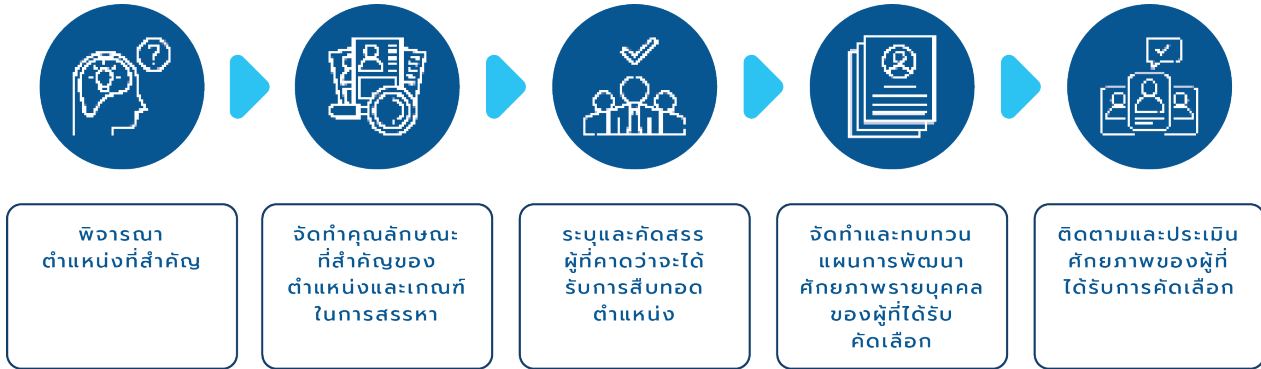 ?
พิจารณา
ตำแหน่งที่สำคัญ
จัดทำคุณลักษณะ
ที่สำคัญของ
ตำแหน่งและเกณฑ์
ในการสรรหา
ระบุและคัดสรร
ผู้ที่คาดว่าจะได้
รับการสืบทอด
ตำแหน่ง
จัดทำและทบทวน
แผนการพัฒนา
ศักยภาพรายบุคคล
ของผู้ที่ได้รับ
คัดเลือก
ติดตามและประเมิน
ศักยภาพของผู้ที่
ได้รับการคัดเลือก